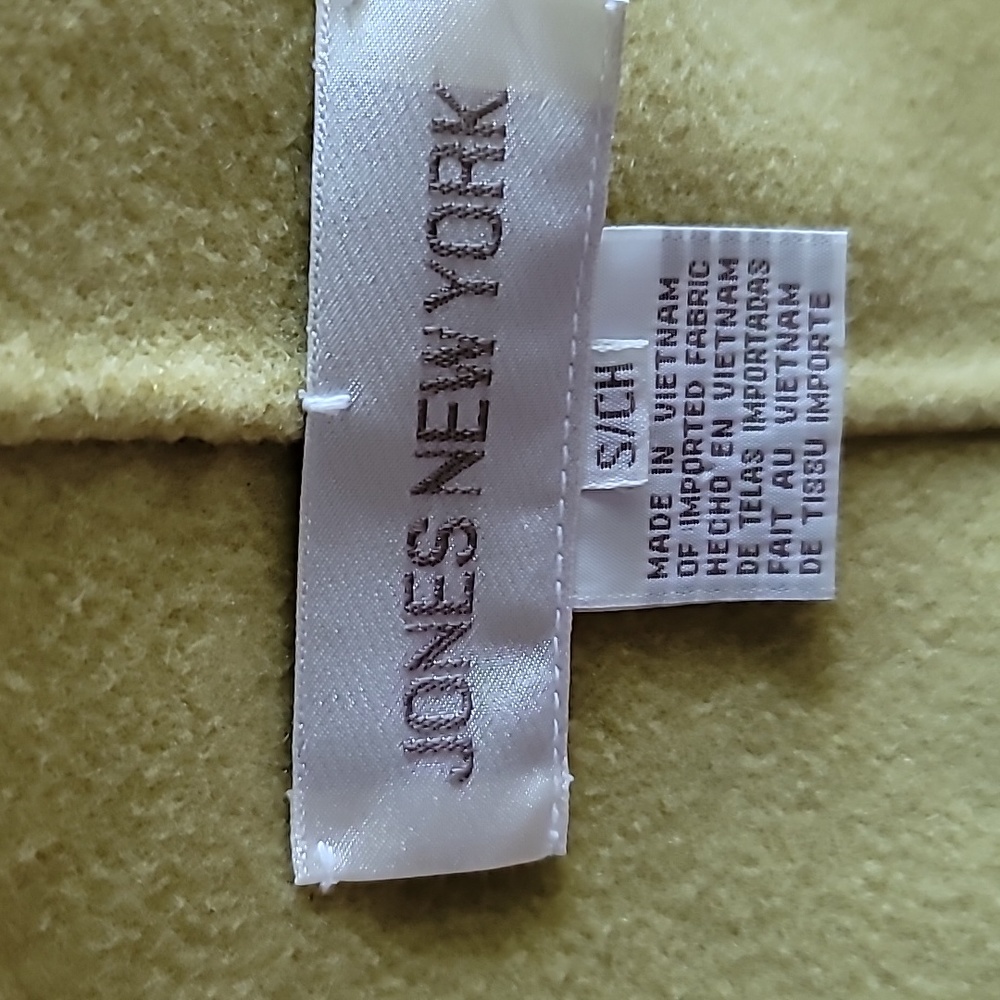 JONES NEW YORK
S/CH
MADE IN VIETNAM
OF IMPORTED FABRIC
HECHO EN VIETNAM
DE TELAS IMPORTADAS
FAIT AU VIETNAM
DE TISSU IMPORTE